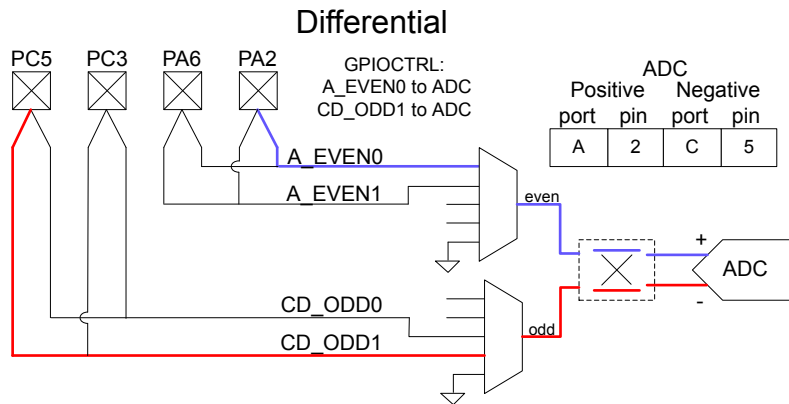 Differential
PC5 PC3 PA6 PA2
GPIOCTRL:
A_EVEN0 to ADC
CD_ODD1 to ADC
ADC
Positive Negative
port pin port pin
A 2 C 5
A_EVEN0
A_EVEN1
even
+
ADC
-
CD_ODD0
odd
CD_ODD1